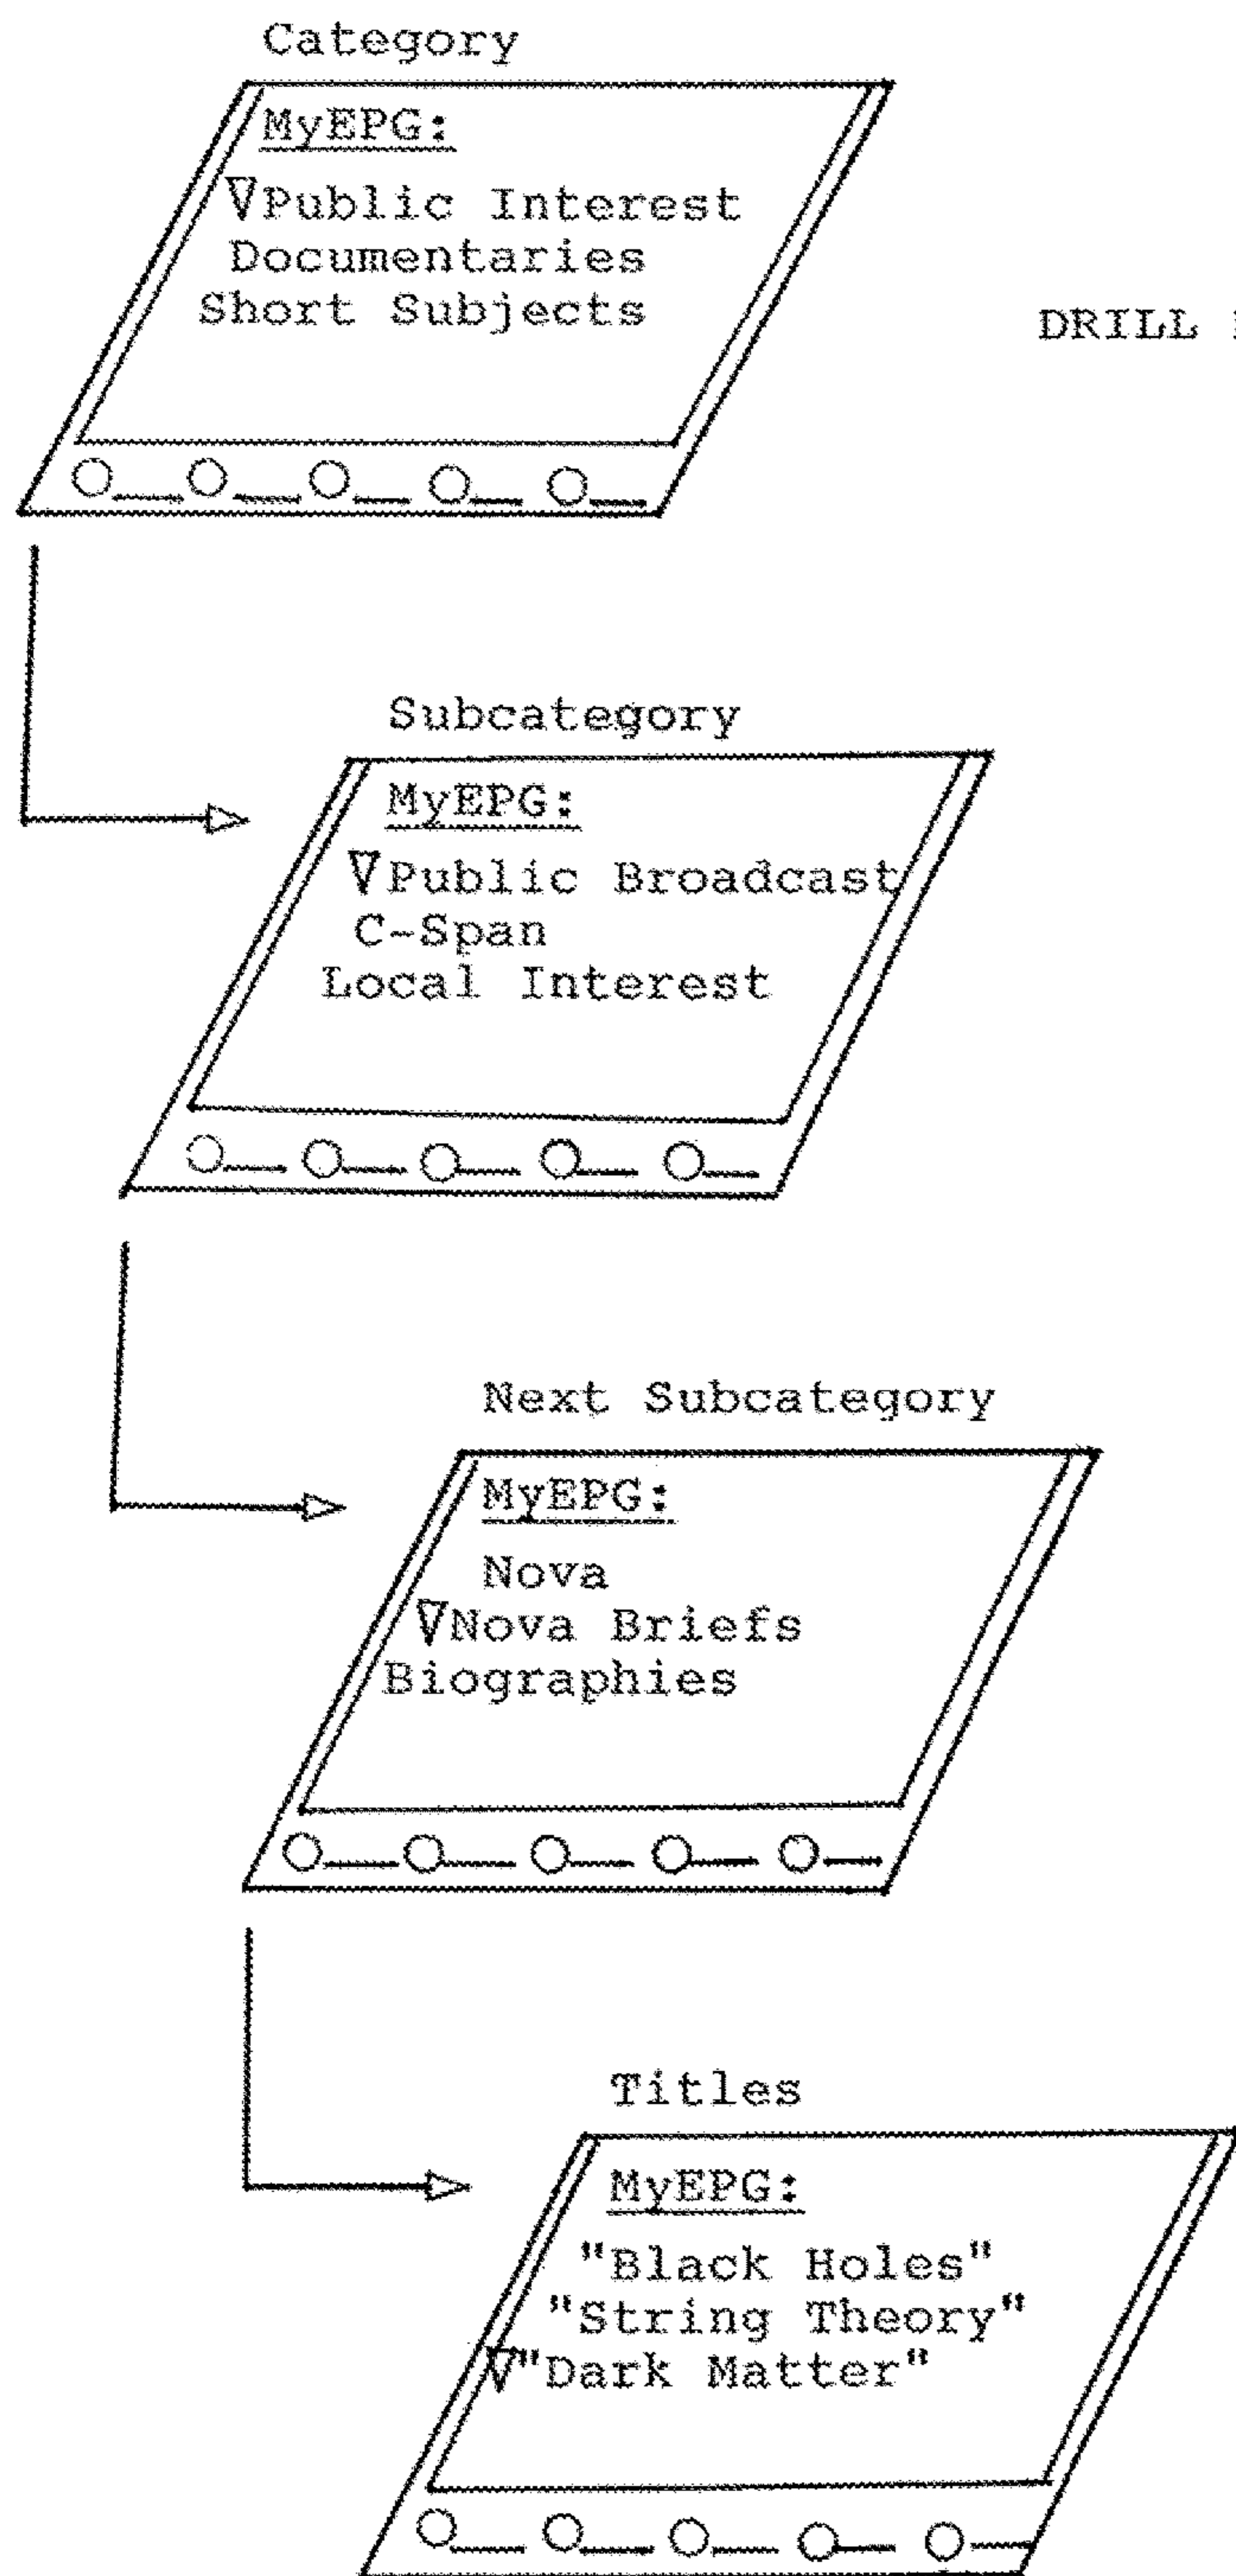 Category
MyEPG:
∇Public Interest
Documentaries
Short Subjects
DRILL
Subcategory
MyEPG:
∇Public Broadcast
C-Span
Local Interest
Next Subcategory
MyEPG:
Nova
∇Nova Briefs
Biographies
Titles
MyEPG:
"Black Holes"
"String Theory"
∇"Dark Matter"